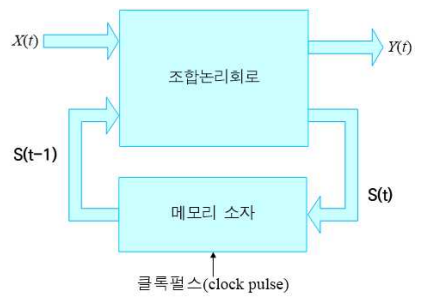 X(t)
Y(t)
조합논리회로
S(t-1)
S(t)
메모리 소자
클록펄스(clock pulse)